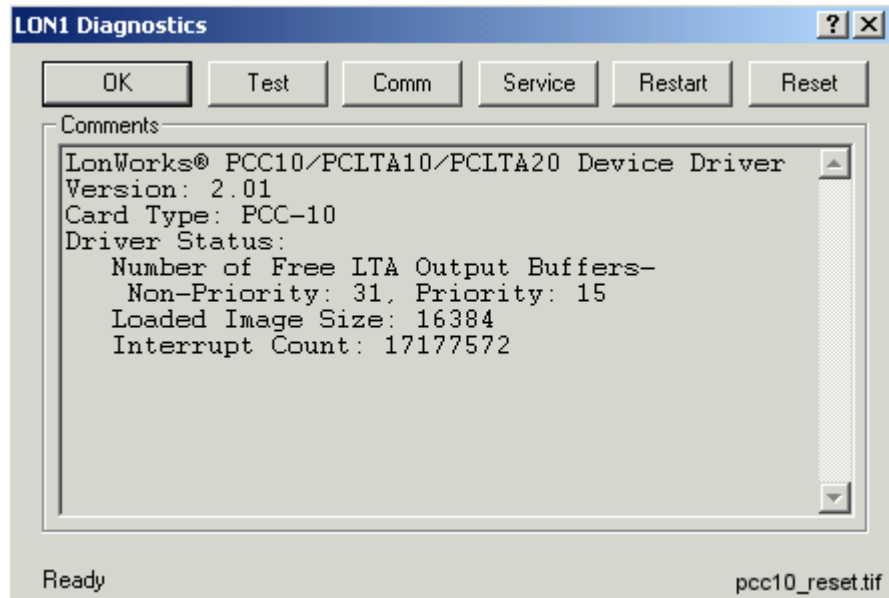 LON1 Diagnostics
OK Test Comm Service Restart Reset
Comments
LonWorks® PCC10/PCLTA10/PCLTA20 Device Driver
Version: 2.01
Card Type: PCC-10
Driver Status:
Number of Free LTA Output Buffers-
Non-Priority: 31, Priority: 15
Loaded Image Size: 16384
Interrupt Count: 17177572
Ready
pcc10_reset.tif